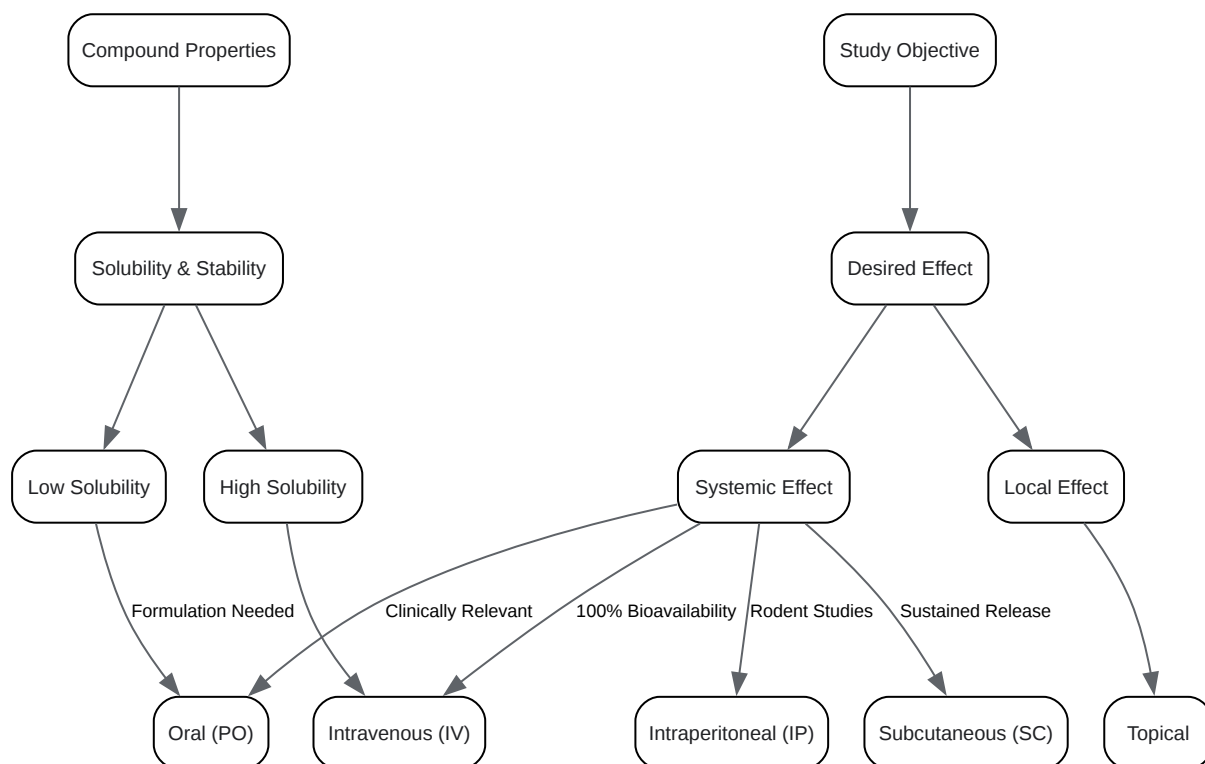 Compound Properties
Study Objective
Solubility & Stability
Desired Effect
Low Solubility
High Solubility
Systemic Effect
Local Effect
Formulation Needed
Clinically Relevant
100% Bioavailability
Rodent Studies
Sustained Release
Oral (PO)
Intravenous (IV)
Intraperitoneal (IP)
Subcutaneous (SC)
Topical